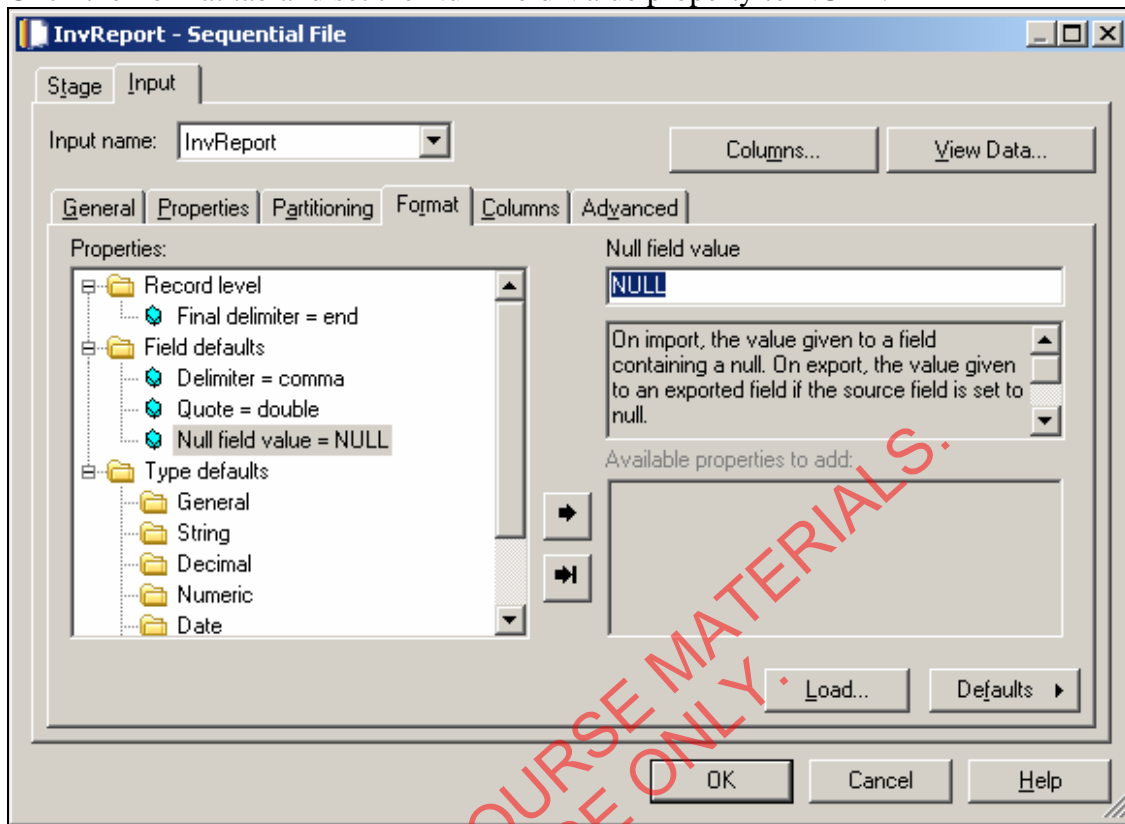 InvReport - Sequential File
Stage Input
Input name: InvReport Columns... View Data...
General Properties Partitioning Format Columns Advanced
Properties:
Record level
Final delimiter = end
Field defaults
Delimiter = comma
Quote = double
Null field value = NULL
Type defaults
General
String
Decimal
Numeric
Date
Null field value
NULL
On import, the value given to a field
containing a null. On export, the value given
to an exported field if the source field is set to
null.
Available properties to add:
Load... Defaults
OK Cancel Help
OURSE MATERIALS.
ONLY.